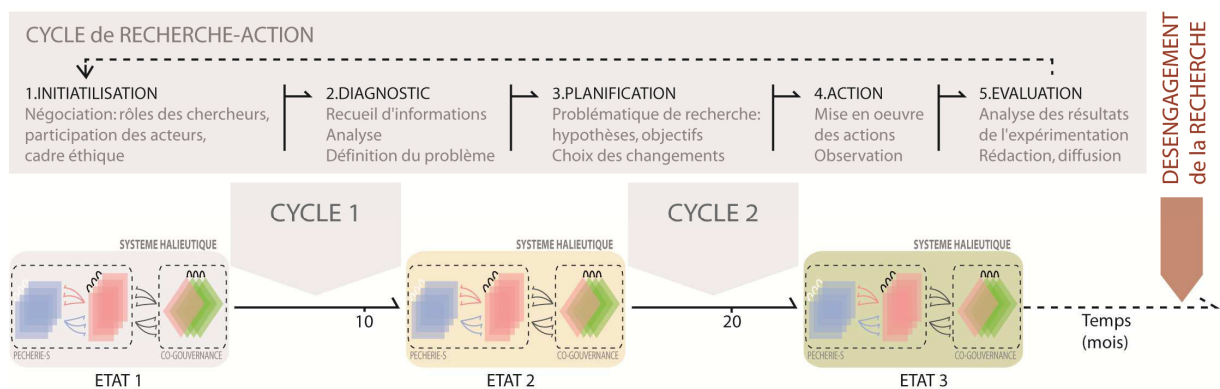 CYCLE de RECHERCHE-ACTION
1.INITIATILISATION
Négociation: rôles des chercheurs,
participation des acteurs,
cadre éthique
2.DIAGNOSTIC
Recueil d'informations
Analyse
Définition du problème
3.PLANIFICATION
Problématique de recherche:
hypothèses, objectifs
Choix des changements
4.ACTION
Mise en oeuvre
des actions
Observation
5.EVALUATION
Analyse des résultats
de l'expérimentation
Rédaction, diffusion
DESENGAGEMENT
de la RECHERCHE
CYCLE 1
CYCLE 2
SYSTEME HALIEUTIQUE
PECHERIE-S
CO-GOUVERNANCE
ETAT 1
10
SYSTEME HALIEUTIQUE
PECHERIE-S
CO-GOUVERNANCE
ETAT 2
20
SYSTEME HALIEUTIQUE
PECHERIE-S
CO-GOUVERNANCE
ETAT 3
Temps
(mois)